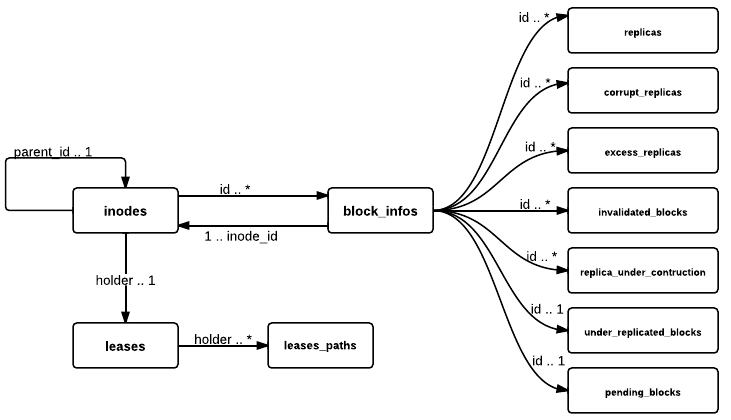 id .. *
replicas
id .. *
corrupt_replicas
id .. *
excess_replicas
parent_id .. 1
inodes
id .. *
block_infos
id .. *
invalidated_blocks
1 .. inode_id
id .. *
replica_under_contruction
holder .. 1
id .. 1
under_replicated_blocks
leases
holder .. *
leases_paths
id .. 1
pending_blocks